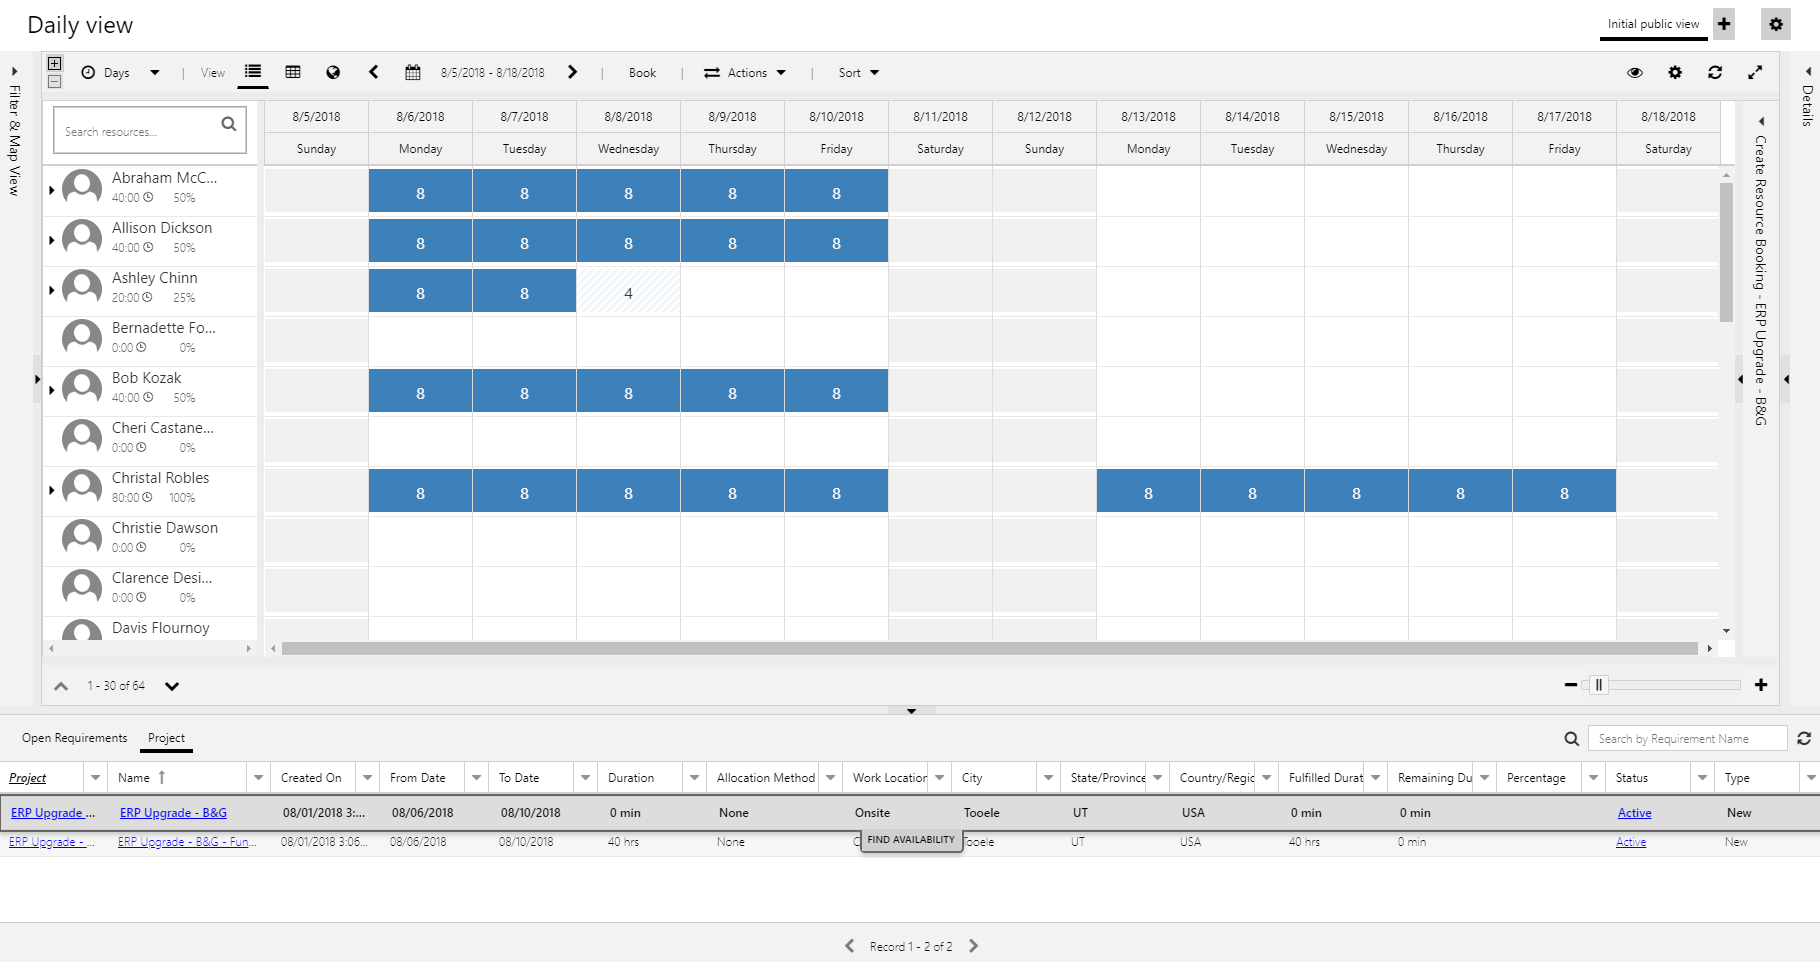 Daily view
Initial public view
Filter & Map View
Days
View
8/5/2018 - 8/18/2018
Book
Actions
Sort
Details
Create Resource Booking - ERP Upgrade - B&G
Search resources...
8/5/2018 8/6/2018 8/7/2018 8/8/2018 8/9/2018 8/10/2018 8/11/2018 8/12/2018 8/13/2018 8/14/2018 8/15/2018 8/16/2018 8/17/2018 8/18/2018
Sunday Monday Tuesday Wednesday Thursday Friday Saturday Sunday Monday Tuesday Wednesday Thursday Friday Saturday
Abraham McC...
40:00 50%
8 8 8 8 8
Allison Dickson
40:00 50%
8 8 8 8 8
Ashley Chinn
20:00 25%
8 8 4
Bernadette Fo...
0:00 0%
Bob Kozak
40:00 50%
8 8 8 8 8
Cheri Castane...
0:00 0%
Christal Robles
80:00 100%
8 8 8 8 8 8 8 8 8 8
Christie Dawson
0:00 0%
Clarence Desi...
0:00 0%
Davis Flournoy
1 - 30 of 64
Open Requirements Project
Search by Requirement Name
Project Name Created On From Date To Date Duration Allocation Method Work Location City State/Province Country/Regic Fulfilled Durat Remaining Du Percentage Status Type
ERP Upgrade ... ERP Upgrade - B&G 08/01/2018 3:... 08/06/2018 08/10/2018 0 min None Onsite Tooele UT USA 0 min 0 min Active New
FIND AVAILABILITY
ERP Upgrade - ... ERP Upgrade - B&G - Fun... 08/01/2018 3:06... 08/06/2018 08/10/2018 40 hrs None Tooele UT USA 40 hrs 0 min Active New
Record 1 - 2 of 2